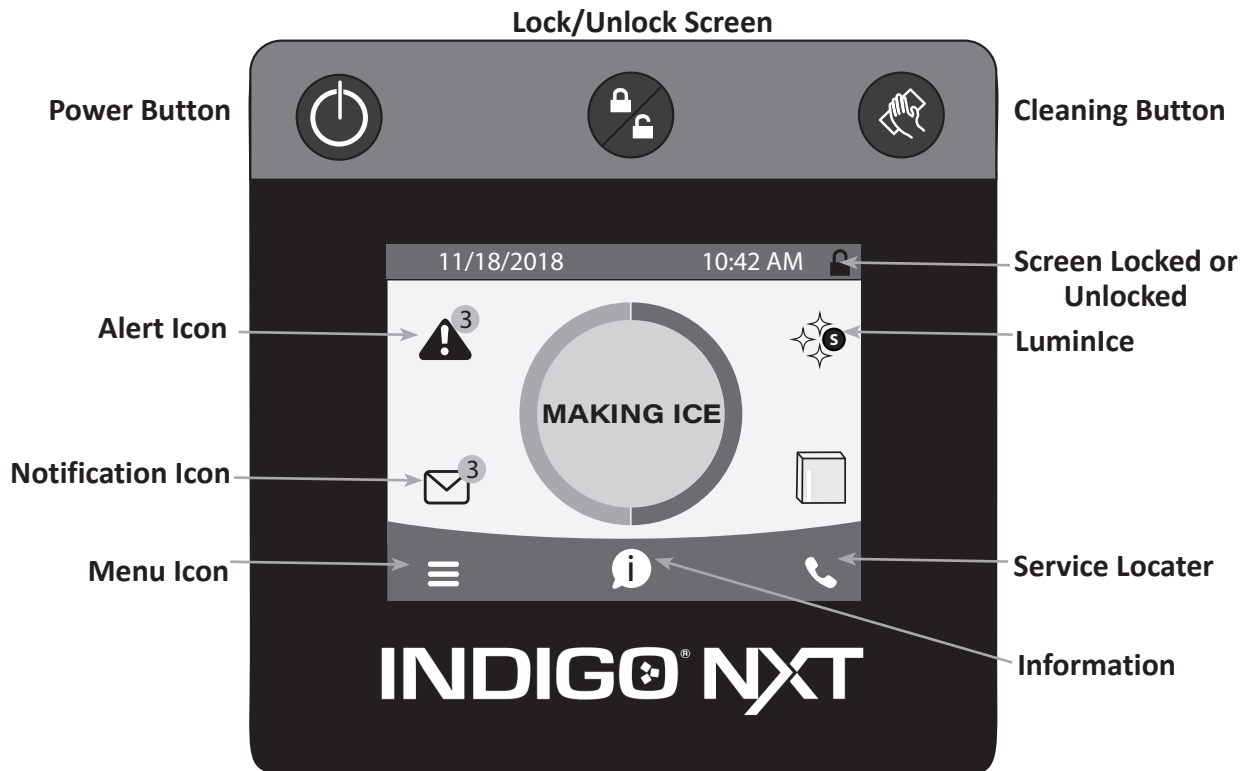 Lock/Unlock Screen
Power Button
Cleaning Button
11/18/2018 10:42 AM
Screen Locked or
Unlocked
Alert Icon
3
S
LuminIce
MAKING ICE
Notification Icon
3
Menu Icon
i
Service Locater
Information
INDIGO® NXT